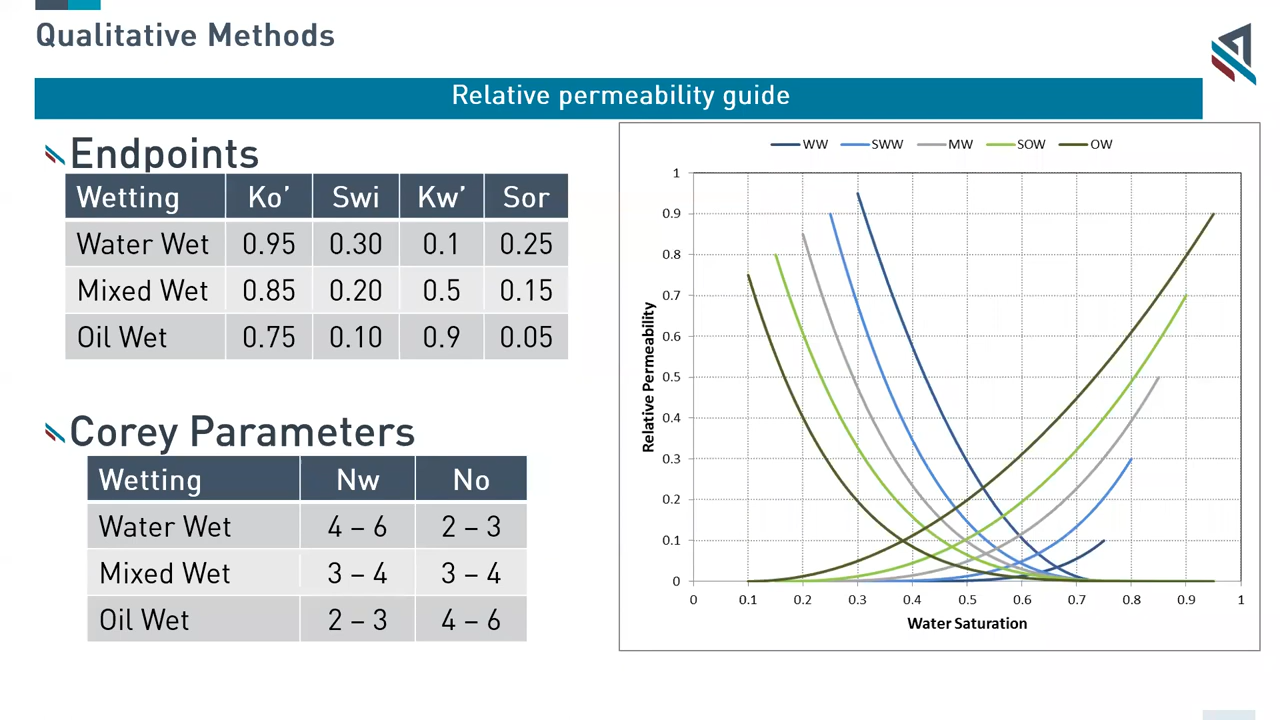 Qualitative Methods
Relative permeability guide
Endpoints
Wetting Ko’ Swi Kw’ Sor
Water Wet 0.95 0.30 0.1 0.25
Mixed Wet 0.85 0.20 0.5 0.15
Oil Wet 0.75 0.10 0.9 0.05
Corey Parameters
Wetting Nw No
Water Wet 4 – 6 2 – 3
Mixed Wet 3 – 4 3 – 4
Oil Wet 2 – 3 4 – 6
WW SWW MW SOW OW
Relative Permeability
1
0.9
0.8
0.7
0.6
0.5
0.4
0.3
0.2
0.1
0
0 0.1 0.2 0.3 0.4 0.5 0.6 0.7 0.8 0.9 1
Water Saturation